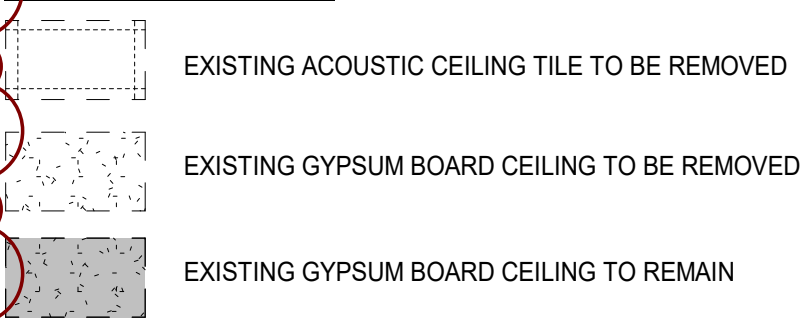 EXISTING ACOUSTIC CEILING TILE TO BE REMOVED
EXISTING GYPSUM BOARD CEILING TO BE REMOVED
EXISTING GYPSUM BOARD CEILING TO REMAIN